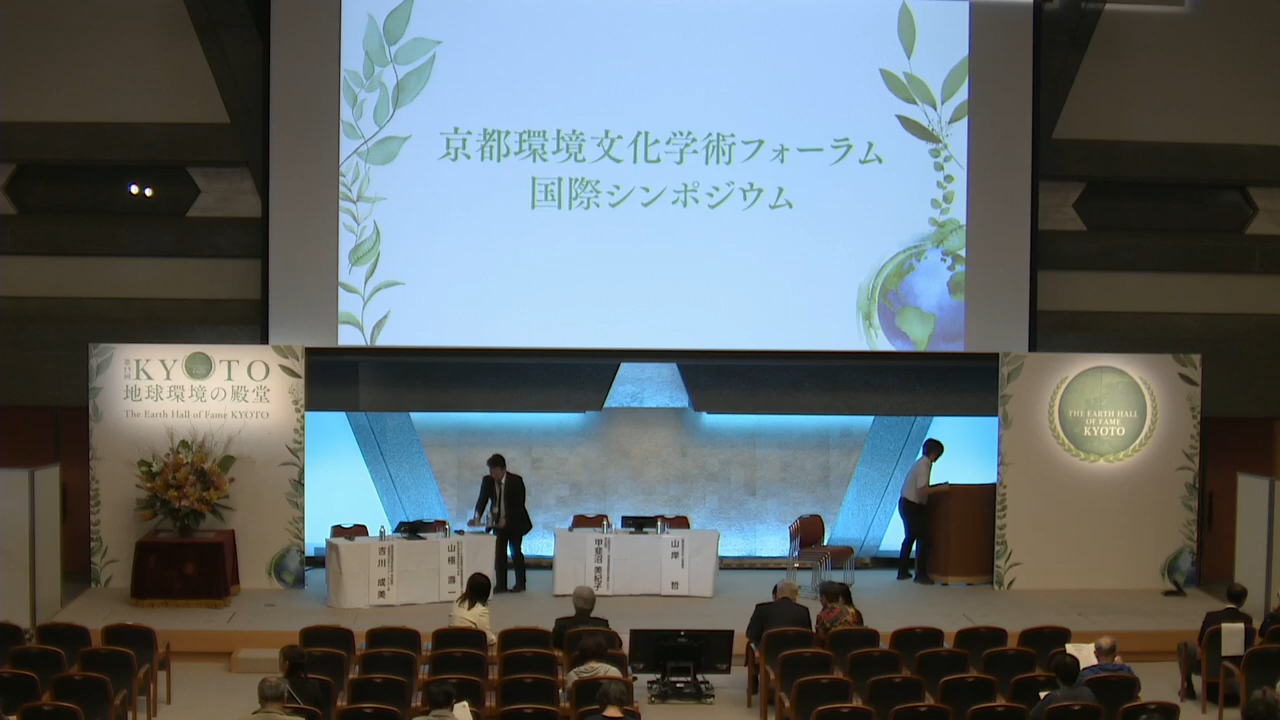 京都環境文化学術フォーラム
国際シンポジウム
KYOTO
地球環境の殿堂
The Earth Hall of Fame KYOTO
THE EARTH HALL
OF FAME
KYOTO
吉川 成美
山極 壽一
甲斐沼 美紀子
山岸 哲